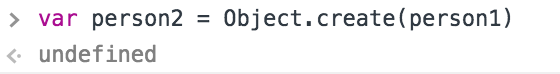 var person2 = Object.create(person1)
undefined